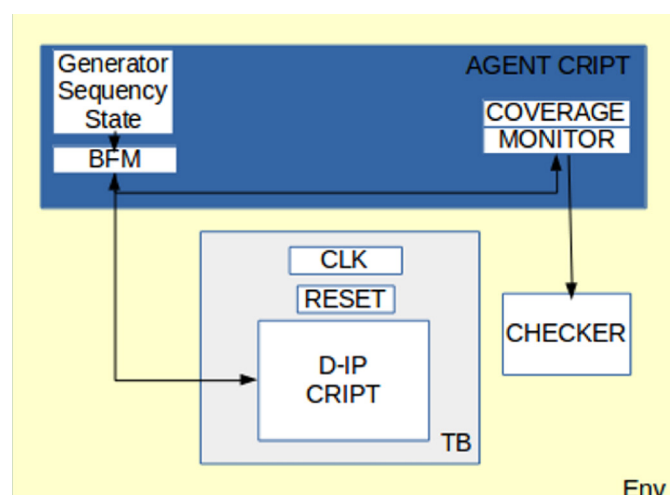 Generator
Sequency
State
BFM
AGENT CRIPT
COVERAGE
MONITOR
CLK
RESET
D-IP
CRIPT
TB
CHECKER
Env